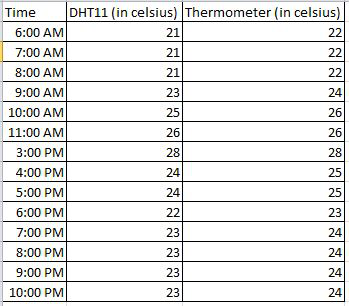 Time DHT11 (in celsius) Thermometer (in celsius)
6:00 AM 21 22
7:00 AM 21 22
8:00 AM 21 22
9:00 AM 23 24
10:00 AM 25 26
11:00 AM 26 26
3:00 PM 28 28
4:00 PM 24 25
5:00 PM 24 25
6:00 PM 22 23
7:00 PM 23 24
8:00 PM 23 24
9:00 PM 23 24
10:00 PM 23 24